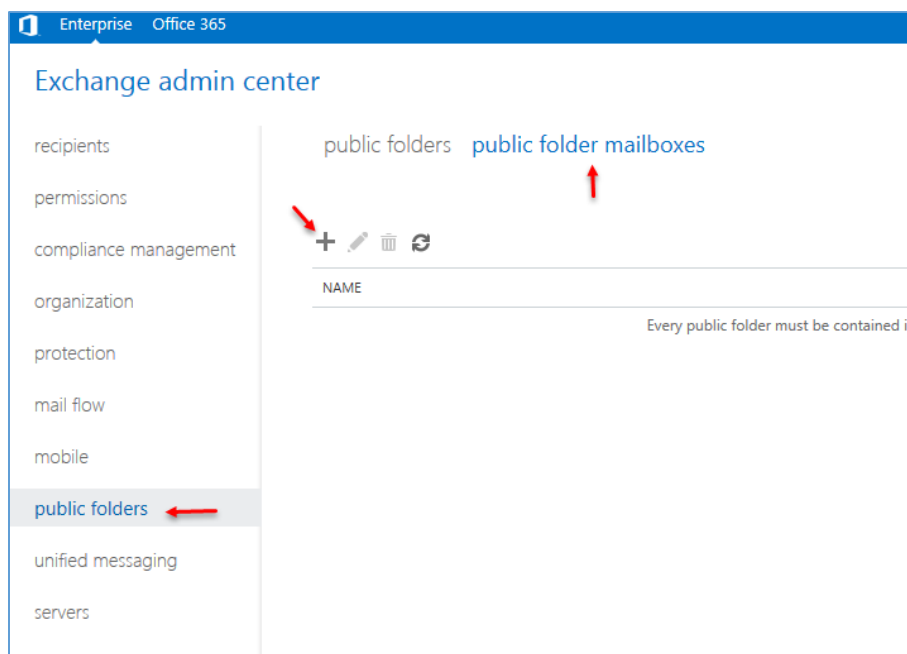 Enterprise Office 365
Exchange admin center
recipients
permissions
compliance management
organization
protection
mail flow
mobile
public folders
unified messaging
servers
public folders public folder mailboxes
NAME
Every public folder must be contained